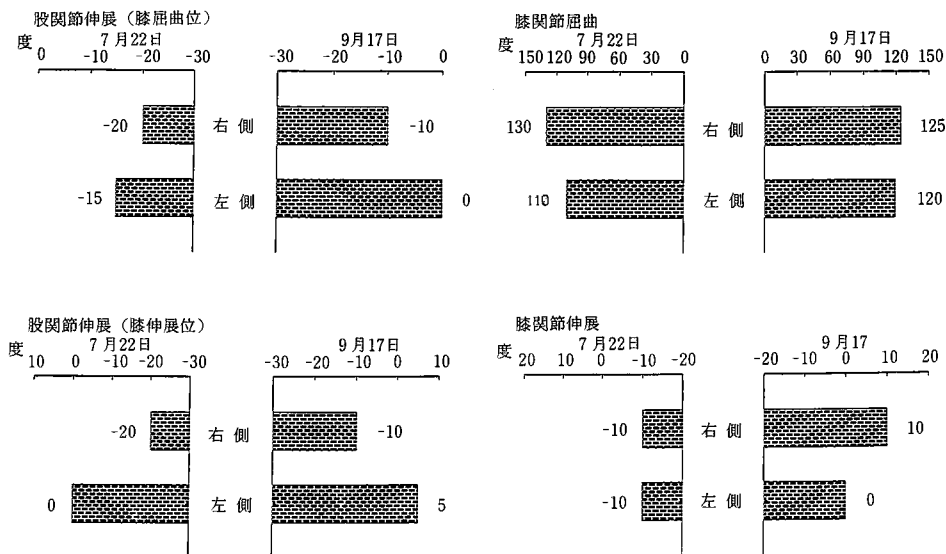 股関節伸展（膝屈曲位）
度 7月22日 9月17日
0 -10 -20 -30 -30 -20 -10 0
-20 右側 -10
-15 左側 0
膝関節屈曲
7月22日 9月17日
度 150 120 90 60 30 0 0 30 60 90 120 150
130 右側 125
110 左側 120
股関節伸展（膝伸展位）
度 7月22日 9月17日
10 0 -10 -20 -30 -30 -20 -10 0 10
-20 右側 -10
0 左側 5
膝関節伸展
度 7月22日 9月17
20 10 0 -10 -20 -20 -10 0 10 20
-10 右側 10
-10 左側 0